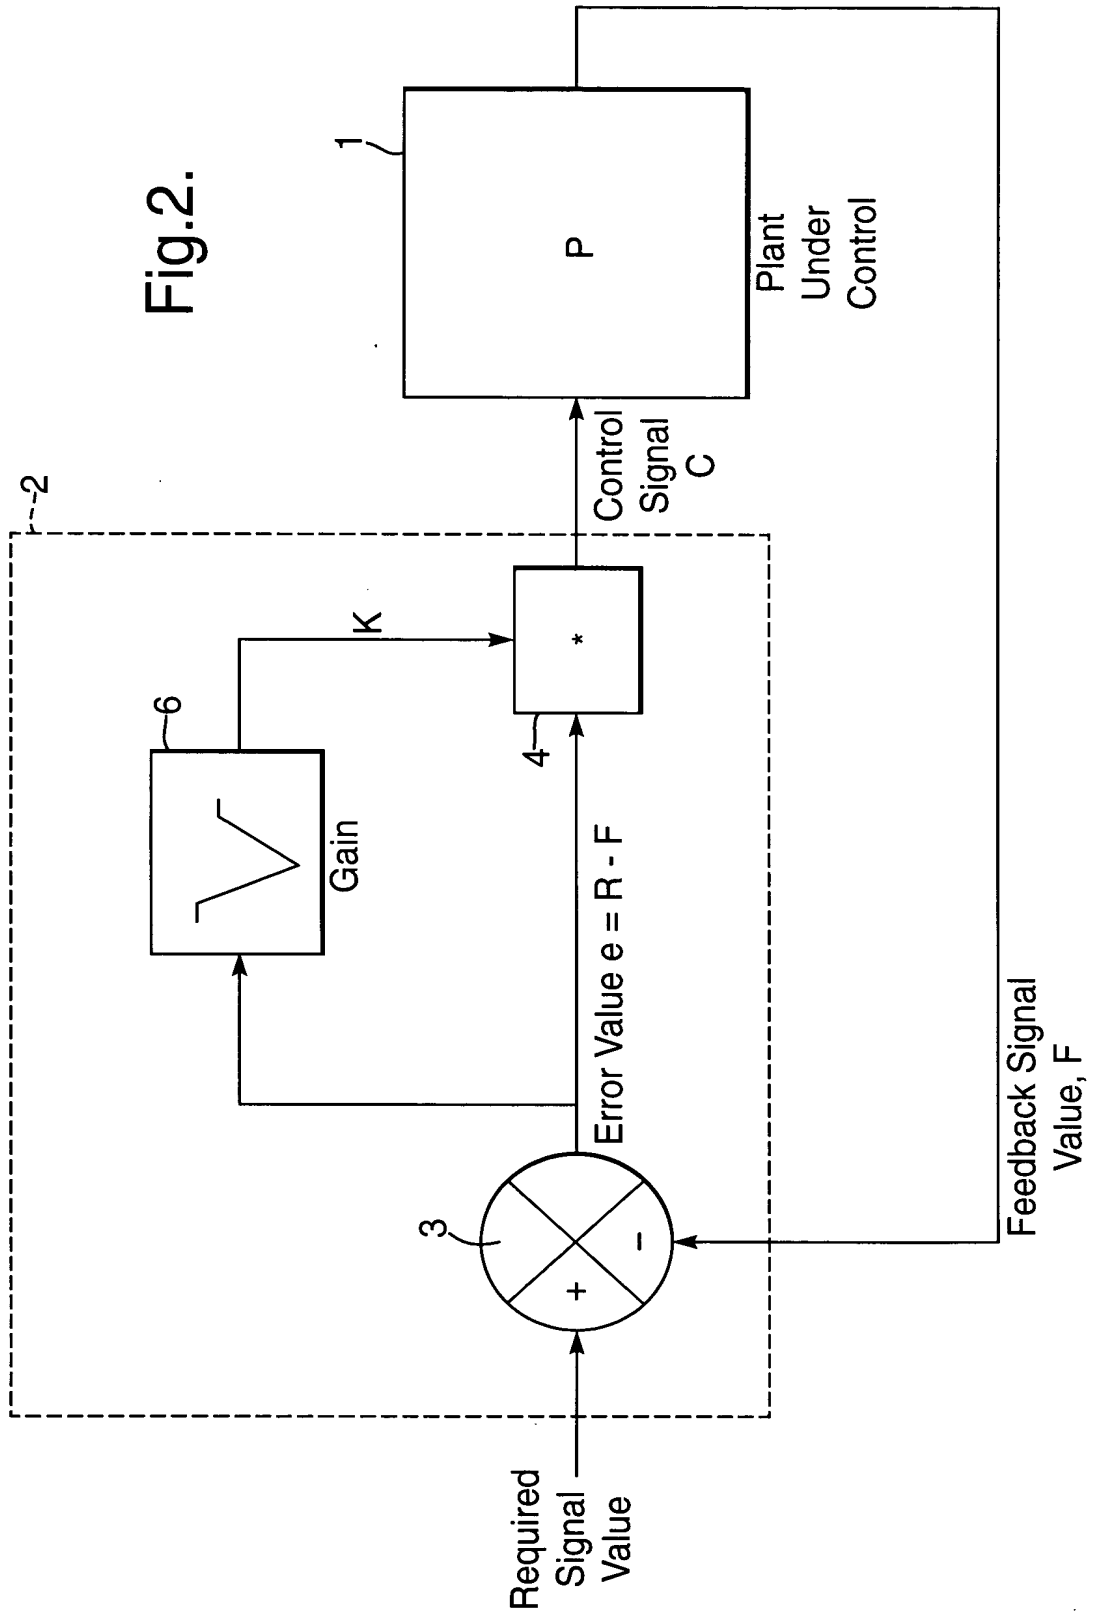 Fig.2.
2
6
Gain
K
3
+
-
4
*
1
P
Plant
Under
Control
Required
Signal
Value
Error Value e = R - F
Control
Signal
C
Feedback Signal
Value, F